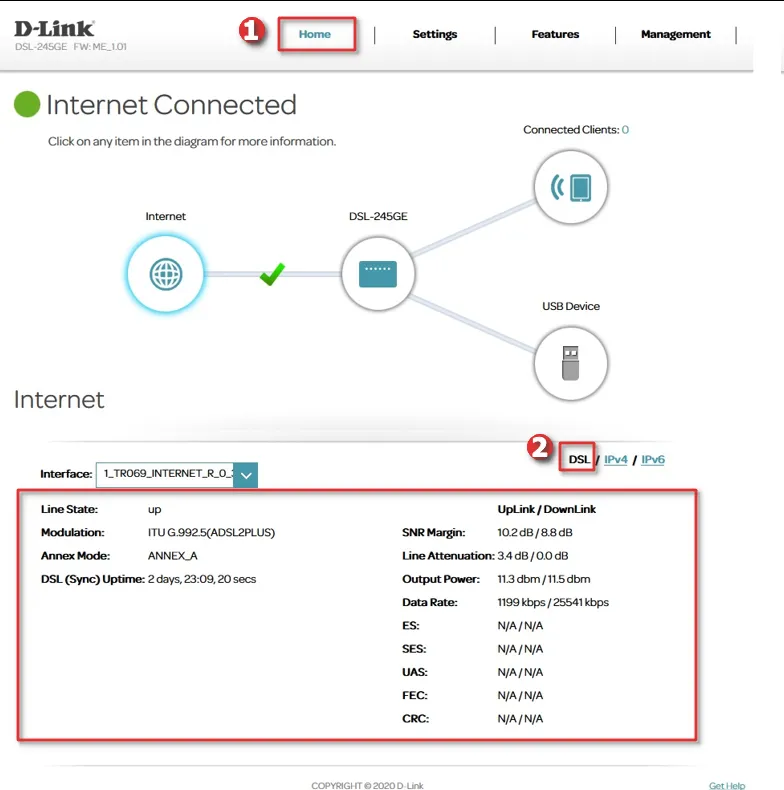 D-Link
DSL-245GE FW: ME_1.01
1
Home
Settings
Features
Management
Internet Connected
Click on any item in the diagram for more information.
Connected Clients: 0
Internet
DSL-245GE
USB Device
Internet
2
DSL / IPv4 / IPv6
Interface: 1_TR069_INTERNET_R_0_
Line State: up
UpLink / DownLink
Modulation: ITU G.992.5(ADSL2PLUS)
SNR Margin: 10.2 dB / 8.8 dB
Annex Mode: ANNEX_A
Line Attenuation: 3.4 dB / 0.0 dB
DSL (Sync) Uptime: 2 days, 23:09, 20 secs
Output Power: 11.3 dbm / 11.5 dbm
Data Rate: 1199 kbps / 25541 kbps
ES: N/A / N/A
SES: N/A / N/A
UAS: N/A / N/A
FEC: N/A / N/A
CRC: N/A / N/A
COPYRIGHT © 2020 D-Link
Get Help